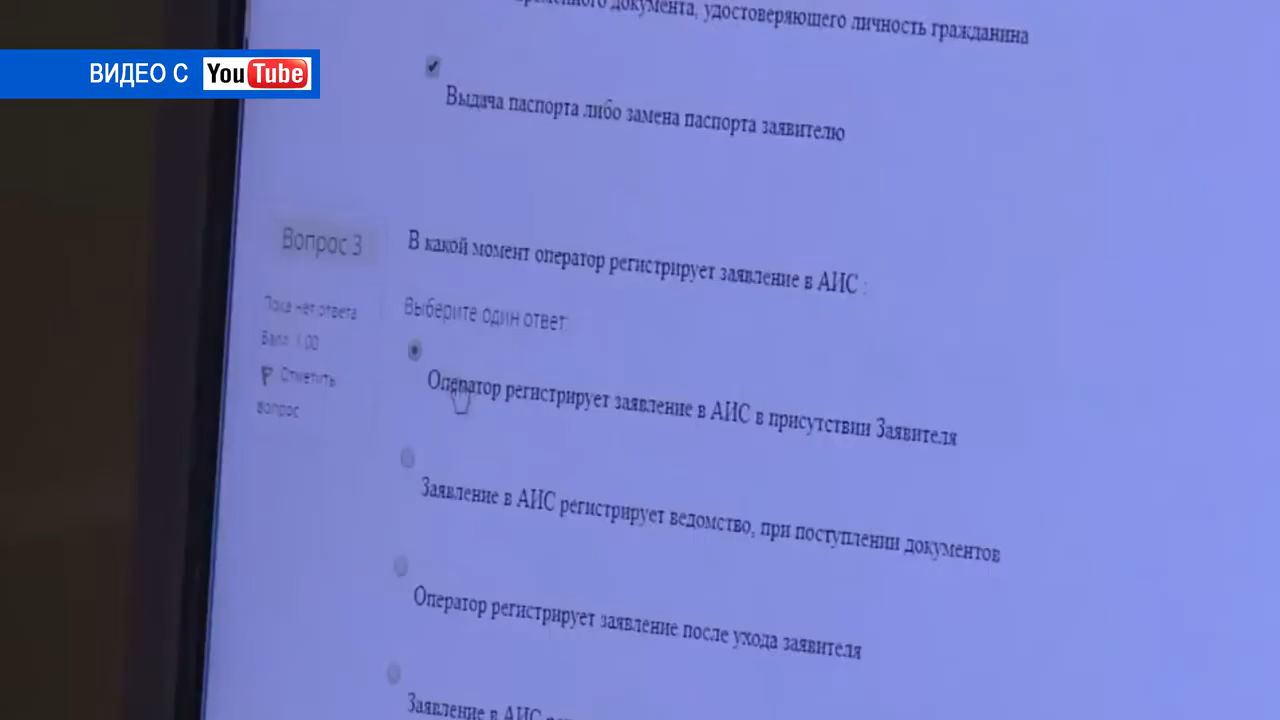 документа, удостоверяющего личность гражданина
ВИДЕО С YouTube
Выдача паспорта либо замена паспорта заявителю
Вопрос 3
В какой момент оператор регистрирует заявление в АИС :
Пока нет ответа
Выберите один ответ:
Балл: 1,00
Отметить
вопрос
Оператор регистрирует заявление в АИС в присутствии Заявителя
Заявление в АИС регистрирует ведомство, при поступлении документов
Оператор регистрирует заявление после ухода заявителя
Заявление в АИС